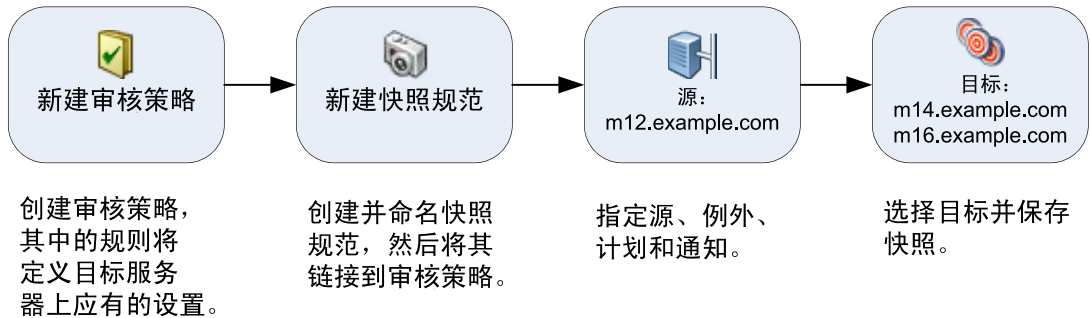 新建审核策略
新建快照规范
源：
m12.example.com
目标：
m14.example.com
m16.example.com
创建审核策略，
其中的规则将
定义目标服务
器上应有的设置。
创建并命名快照
规范，然后将其
链接到审核策略。
指定源、例外、
计划和通知。
选择目标并保存
快照。